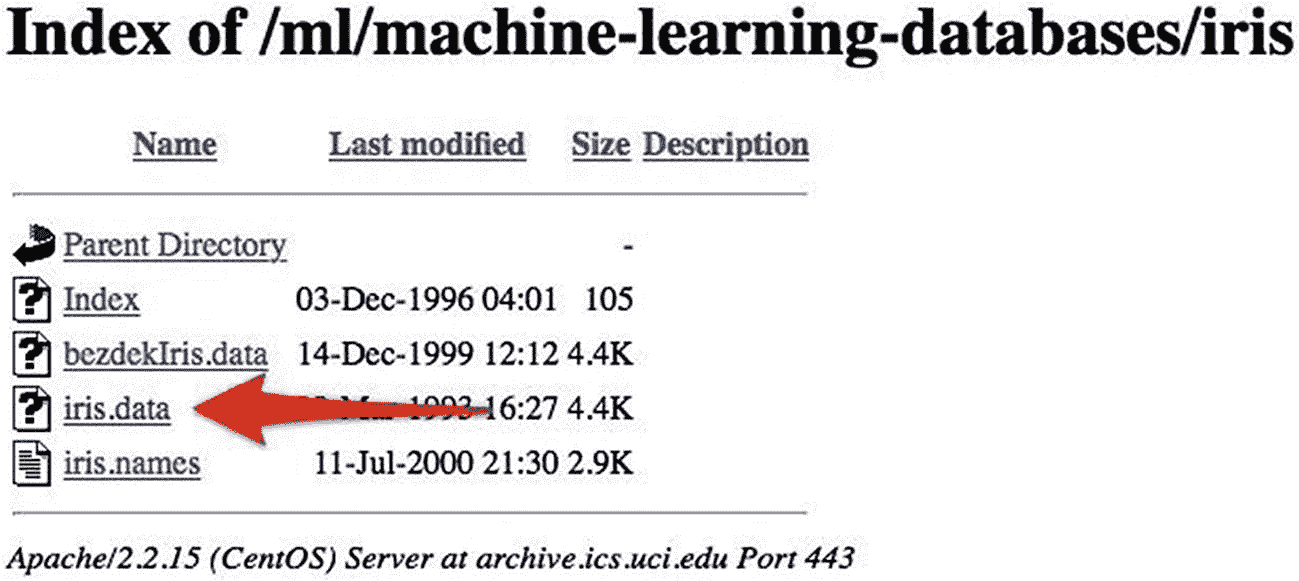 Index of /ml/machine-learning-databases/iris
Name Last modified Size Description
Parent Directory -
Index 03-Dec-1996 04:01 105
bezdekIris.data 14-Dec-1999 12:12 4.4K
iris.data 1993 16:27 4.4K
iris.names 11-Jul-2000 21:30 2.9K
Apache/2.2.15 (CentOS) Server at archive.ics.uci.edu Port 443